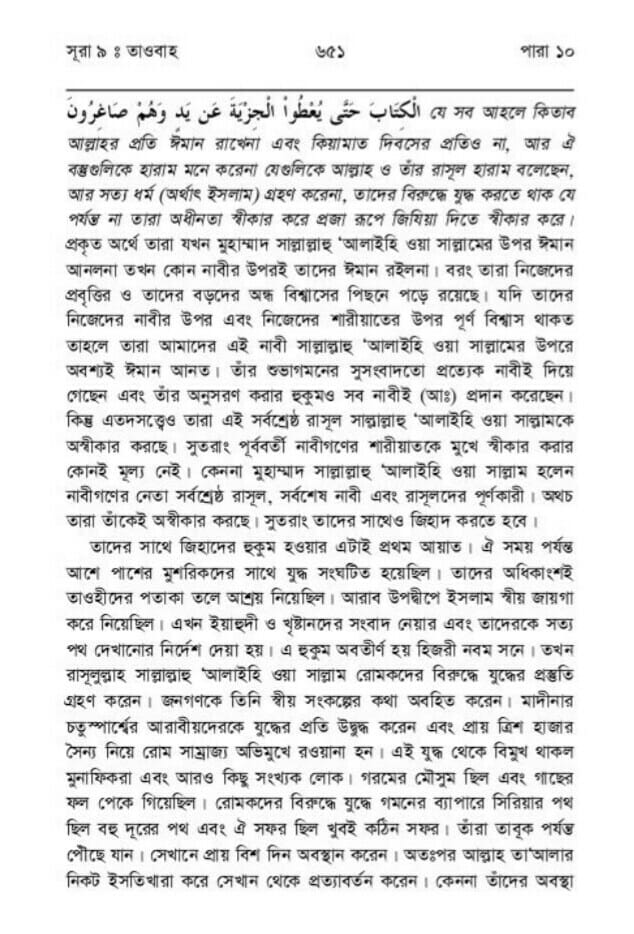 সূরা ৯ ঃ তাওবাহ ৬৫১ পারা ১০
الْكِتَابَ حَتَّى يُعْطُواْ الْجِزْيَةَ عَن يَدٍ وَهُمْ صَاغِرُونَ যে সব আহলে কিতাব
আল্লাহর প্রতি ঈমান রাখেনা এবং কিয়ামাত দিবসের প্রতিও না, আর ঐ
বস্তুগুলিকে হারাম মনে করেনা যেগুলিকে আল্লাহ ও তাঁর রাসূল হারাম বলেছেন,
আর সত্য ধর্ম (অর্থাৎ ইসলাম) গ্রহণ করেনা, তাদের বিরুদ্ধে যুদ্ধ করতে থাক যে
পর্যন্ত না তারা অধীনতা স্বীকার করে প্রজা রূপে জিযিয়া দিতে স্বীকার করে।
প্রকৃত অর্থে তারা যখন মুহাম্মাদ সাল্লাল্লাহু ‘আলাইহি ওয়া সাল্লামের উপর ঈমান
আনলনা তখন কোন নাবীর উপরই তাদের ঈমান রইলনা। বরং তারা নিজেদের
প্রবৃত্তির ও তাদের বড়দের অন্ধ বিশ্বাসের পিছনে পড়ে রয়েছে। যদি তাদের
নিজেদের নাবীর উপর এবং নিজেদের শারীয়াতের উপর পূর্ণ বিশ্বাস থাকত
তাহলে তারা আমাদের এই নাবী সাল্লাল্লাহু ‘আলাইহি ওয়া সাল্লামের উপরে
অবশ্যই ঈমান আনত। তাঁর শুভাগমনের সুসংবাদতো প্রত্যেক নাবীই দিয়ে
গেছেন এবং তাঁর অনুসরণ করার হুকুমও সব নাবীই (আঃ) প্রদান করেছেন।
কিন্তু এতদসত্ত্বেও তারা এই সর্বশ্রেষ্ঠ রাসূল সাল্লাল্লাহু ‘আলাইহি ওয়া সাল্লামকে
অস্বীকার করছে। সুতরাং পূর্ববর্তী নাবীগণের শারীয়াতকে মুখে স্বীকার করার
কোনই মূল্য নেই। কেননা মুহাম্মাদ সাল্লাল্লাহু ‘আলাইহি ওয়া সাল্লাম হলেন
নাবীগণের নেতা সর্বশ্রেষ্ঠ রাসূল, সর্বশেষ নাবী এবং রাসূলদের পূর্ণকারী। অথচ
তারা তাঁকেই অস্বীকার করছে। সুতরাং তাদের সাথেও জিহাদ করতে হবে।
তাদের সাথে জিহাদের হুকুম হওয়ার এটাই প্রথম আয়াত। ঐ সময় পর্যন্ত
আশে পাশের মুশরিকদের সাথে যুদ্ধ সংঘটিত হয়েছিল। তাদের অধিকাংশই
তাওহীদের পতাকা তলে আশ্রয় নিয়েছিল। আরাব উপদ্বীপে ইসলাম স্বীয় জায়গা
করে নিয়েছিল। এখন ইয়াহুদী ও খৃষ্টানদের সংবাদ নেয়ার এবং তাদেরকে সত্য
পথ দেখানোর নির্দেশ দেয়া হয়। এ হুকুম অবতীর্ণ হয় হিজরী নবম সনে। তখন
রাসূলুল্লাহ সাল্লাল্লাহু ‘আলাইহি ওয়া সাল্লাম রোমকদের বিরুদ্ধে যুদ্ধের প্রস্তুতি
গ্রহণ করেন। জনগণকে তিনি স্বীয় সংকল্পের কথা অবহিত করেন। মাদীনার
চতুস্পার্শ্বের আরাবীয়দেরকে যুদ্ধের প্রতি উদ্বুদ্ধ করেন এবং প্রায় ত্রিশ হাজার
সৈন্য নিয়ে রোম সাম্রাজ্য অভিমুখে রওয়ানা হন। এই যুদ্ধ থেকে বিমুখ থাকল
মুনাফিকরা এবং আরও কিছু সংখ্যক লোক। গরমের মৌসুম ছিল এবং গাছের
ফল পেকে গিয়েছিল। রোমকদের বিরুদ্ধে যুদ্ধে গমনের ব্যাপারে সিরিয়ার পথ
ছিল বহু দূরের পথ এবং ঐ সফর ছিল খুবই কঠিন সফর। তাঁরা তাবূক পর্যন্ত
পৌঁছে যান। সেখানে প্রায় বিশ দিন অবস্থান করেন। অতঃপর আল্লাহ তা‘আলার
নিকট ইসতিখারা করে সেখান থেকে প্রত্যাবর্তন করেন। কেননা তাঁদের অবস্থা